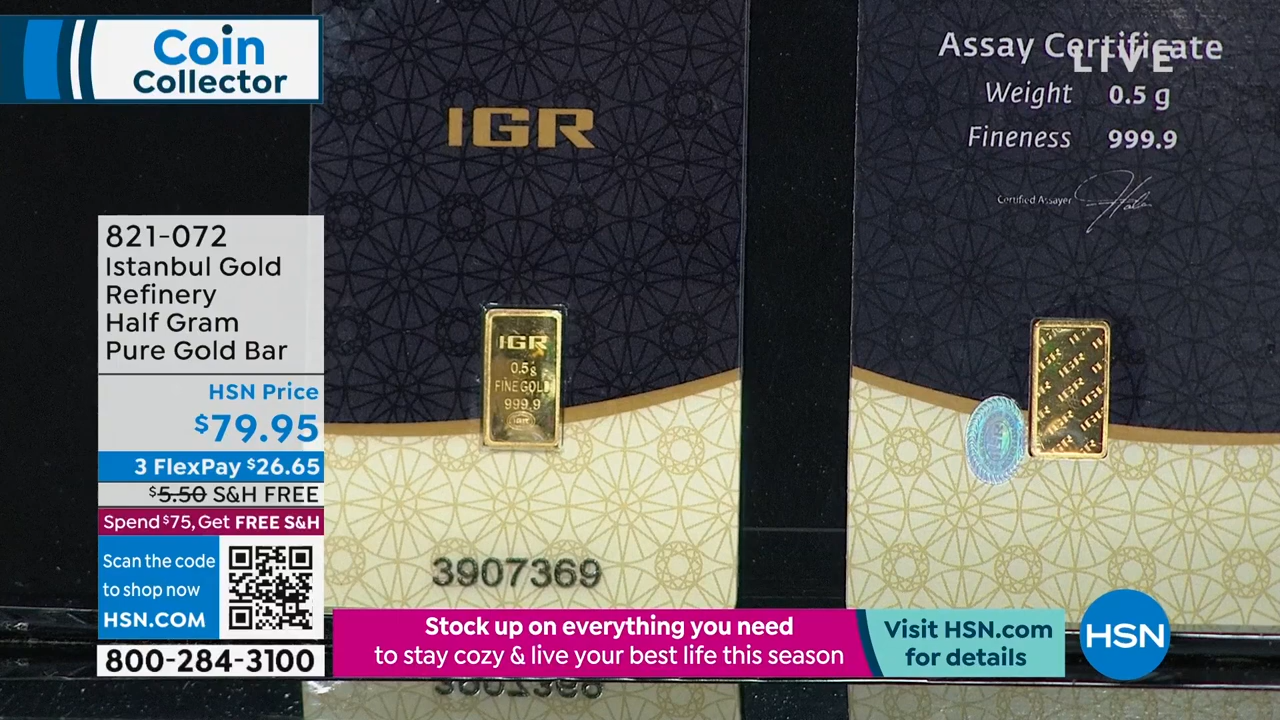 Coin
Collector
LIVE
Assay Certificate
Weight 0.5 g
Fineness 999.9
Certified Assayer
IGR
IGR
0.5g
FINE GOLD
999.9
IGR
IGR
IGR
IGR
821-072
Istanbul Gold
Refinery
Half Gram
Pure Gold Bar
HSN Price
$79.95
3 FlexPay $26.65
$5.50 S&H FREE
Spend $75, Get FREE S&H
Scan the code
to shop now
HSN.COM
800-284-3100
3907369
Stock up on everything you need
to stay cozy & live your best life this season
Visit HSN.com
for details
HSN